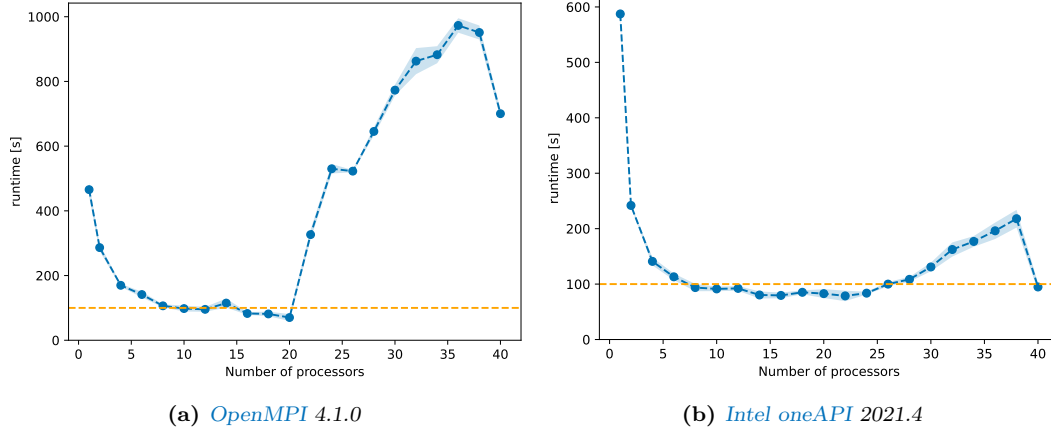 1000
800
600
400
200
0
runtime [s]
0 5 10 15 20 25 30 35 40
Number of processors
(a) OpenMPI 4.1.0
600
500
400
300
200
100
0
runtime [s]
0 5 10 15 20 25 30 35 40
Number of processors
(b) Intel oneAPI 2021.4